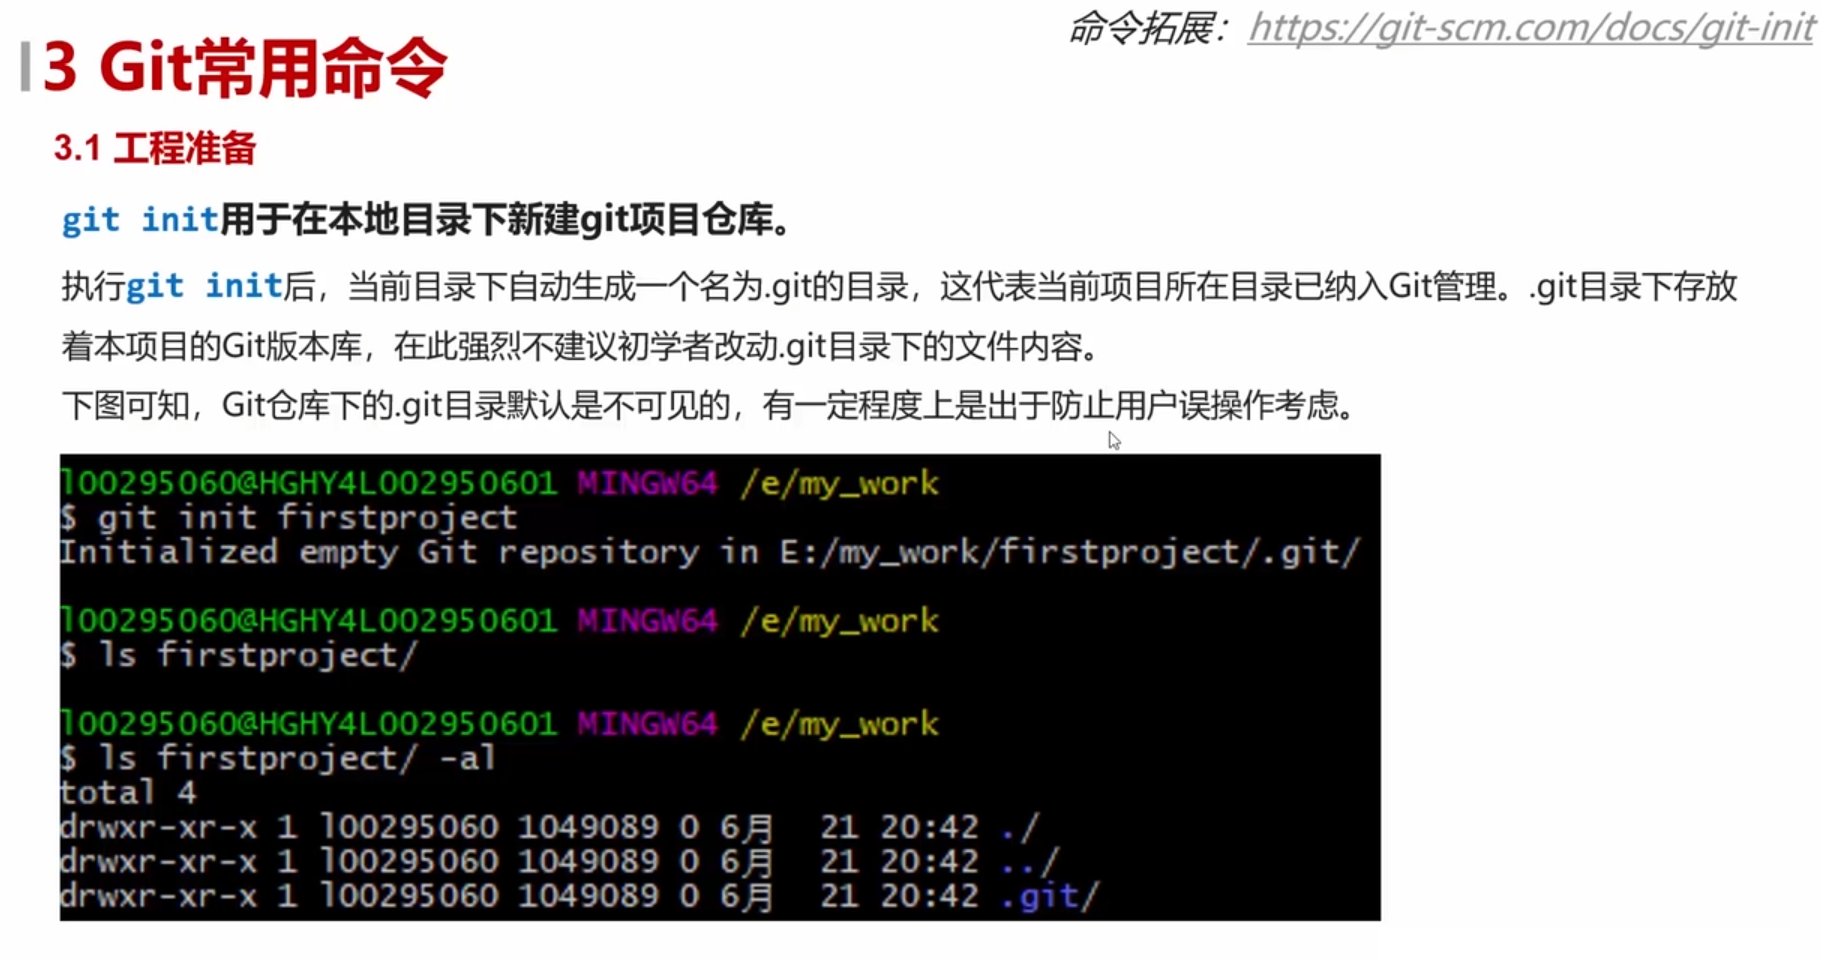 命令拓展：https://git-scm.com/docs/git-init
3 Git常用命令
3.1 工程准备
git init用于在本地目录下新建git项目仓库。
执行git init后，当前目录下自动生成一个名为.git的目录，这代表当前项目所在目录已纳入Git管理。.git目录下存放
着本项目的Git版本库，在此强烈不建议初学者改动.git目录下的文件内容。
下图可知，Git仓库下的.git目录默认是不可见的，有一定程度上是出于防止用户误操作考虑。
l00295060@HGHY4L002950601 MINGW64 /e/my_work
$ git init firstproject
Initialized empty Git repository in E:/my_work/firstproject/.git/
l00295060@HGHY4L002950601 MINGW64 /e/my_work
$ ls firstproject/
l00295060@HGHY4L002950601 MINGW64 /e/my_work
$ ls firstproject/ -al
total 4
drwxr-xr-x 1 l00295060 1049089 0 6月  21 20:42 ./
drwxr-xr-x 1 l00295060 1049089 0 6月  21 20:42 ../
drwxr-xr-x 1 l00295060 1049089 0 6月  21 20:42 .git/